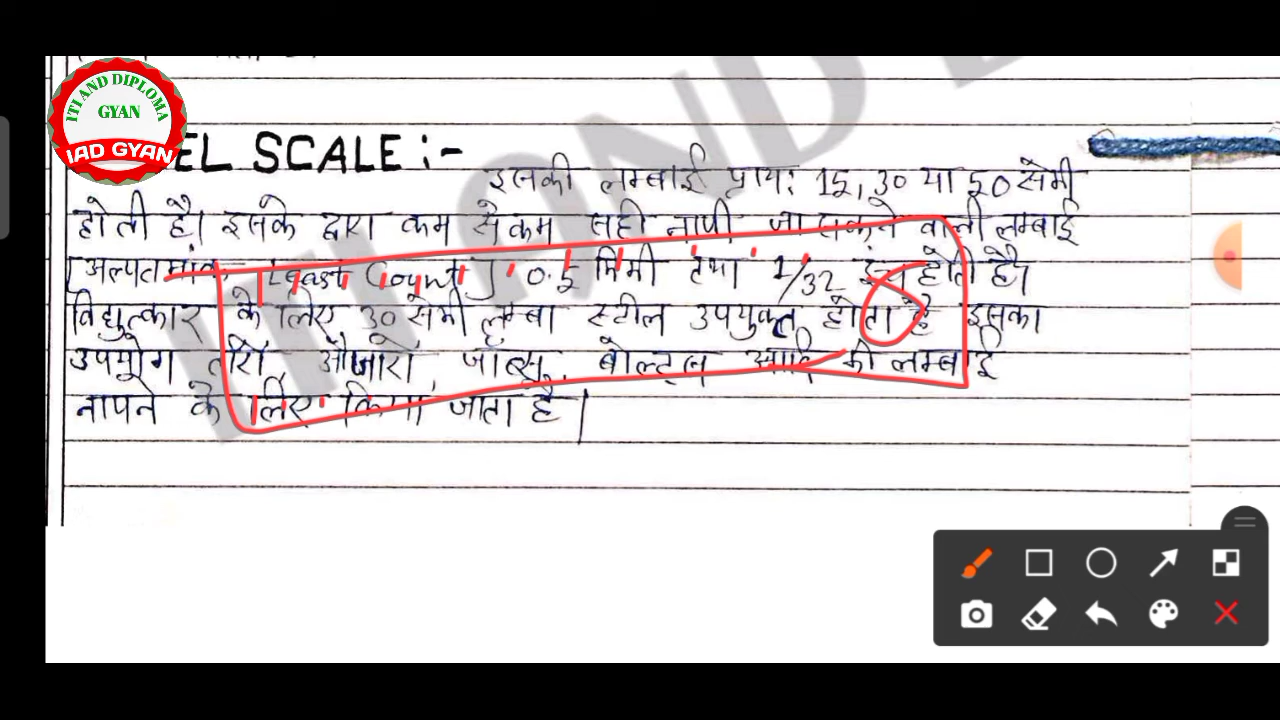 ITI AND DIPLOMA
GYAN
IAD GYAN
EL SCALE :-
इसकी लम्बाई प्राय: 15, 30 या 50 सेमी
होती है। इसके द्वारा कम से कम सही नापी जा सकने वाली लम्बाई
(अल्पतमांक Least Count) 0.5 मिमी तथा 1/32 इंच होती है।
विद्युत्कार के लिए 30 सेमी लम्बा स्टील उपयुक्त होता है इसका
उपयोग तारों, औजारों, जॉब्स, बोल्ट्स आदि की लम्बाई
नापने के लिए किया जाता है।